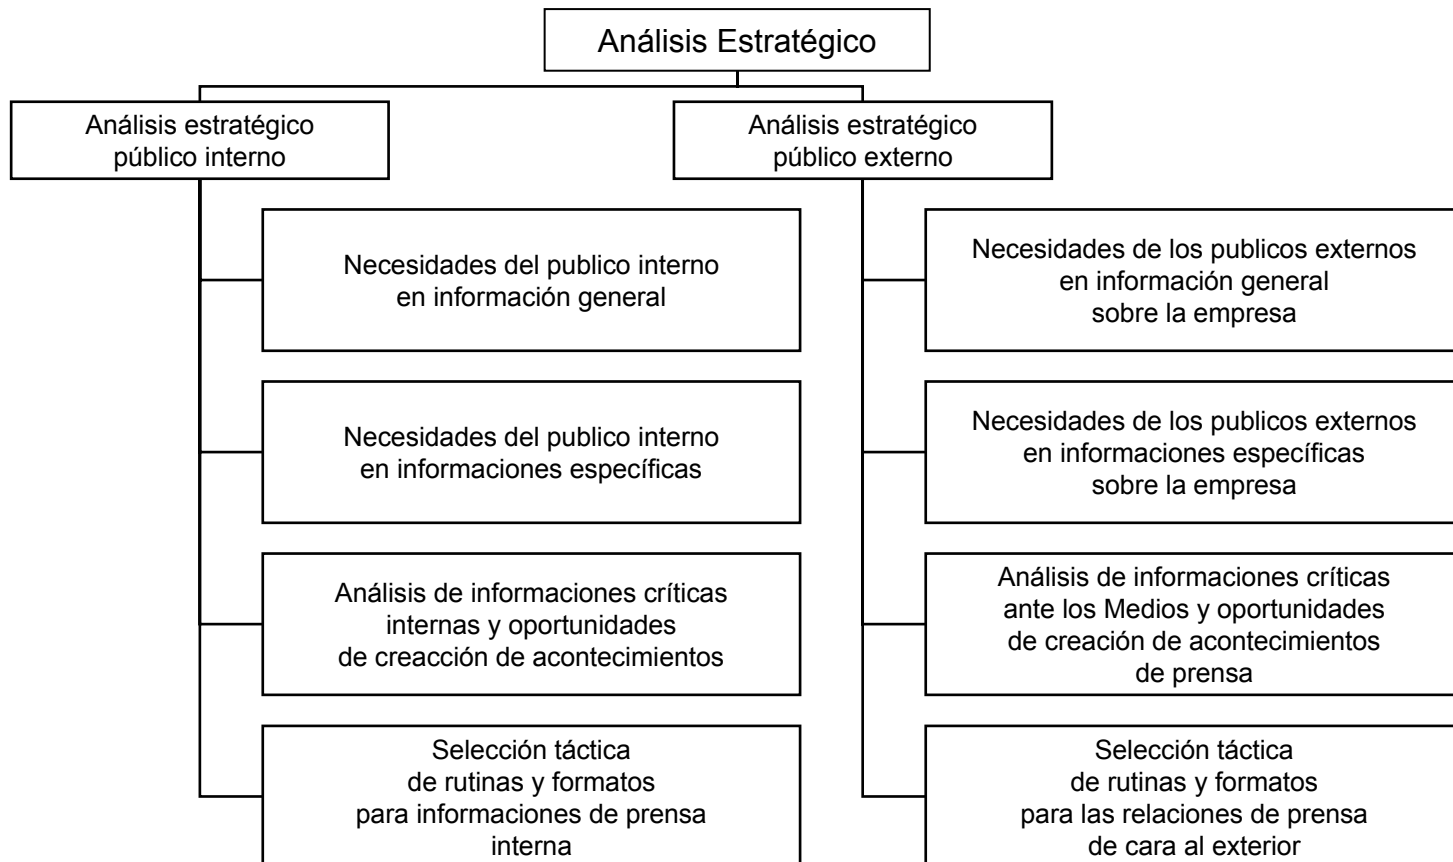 Análisis Estratégico
Análisis estratégico
público interno
Análisis estratégico
público externo
Necesidades del publico interno
en información general
Necesidades de los publicos externos
en información general
sobre la empresa
Necesidades del publico interno
en informaciones específicas
Necesidades de los publicos externos
en informaciones específicas
sobre la empresa
Análisis de informaciones críticas
internas y oportunidades
de creacción de acontecimientos
Análisis de informaciones críticas
ante los Medios y oportunidades
de creación de acontecimientos
de prensa
Selección táctica
de rutinas y formatos
para informaciones de prensa
interna
Selección táctica
de rutinas y formatos
para las relaciones de prensa
de cara al exterior